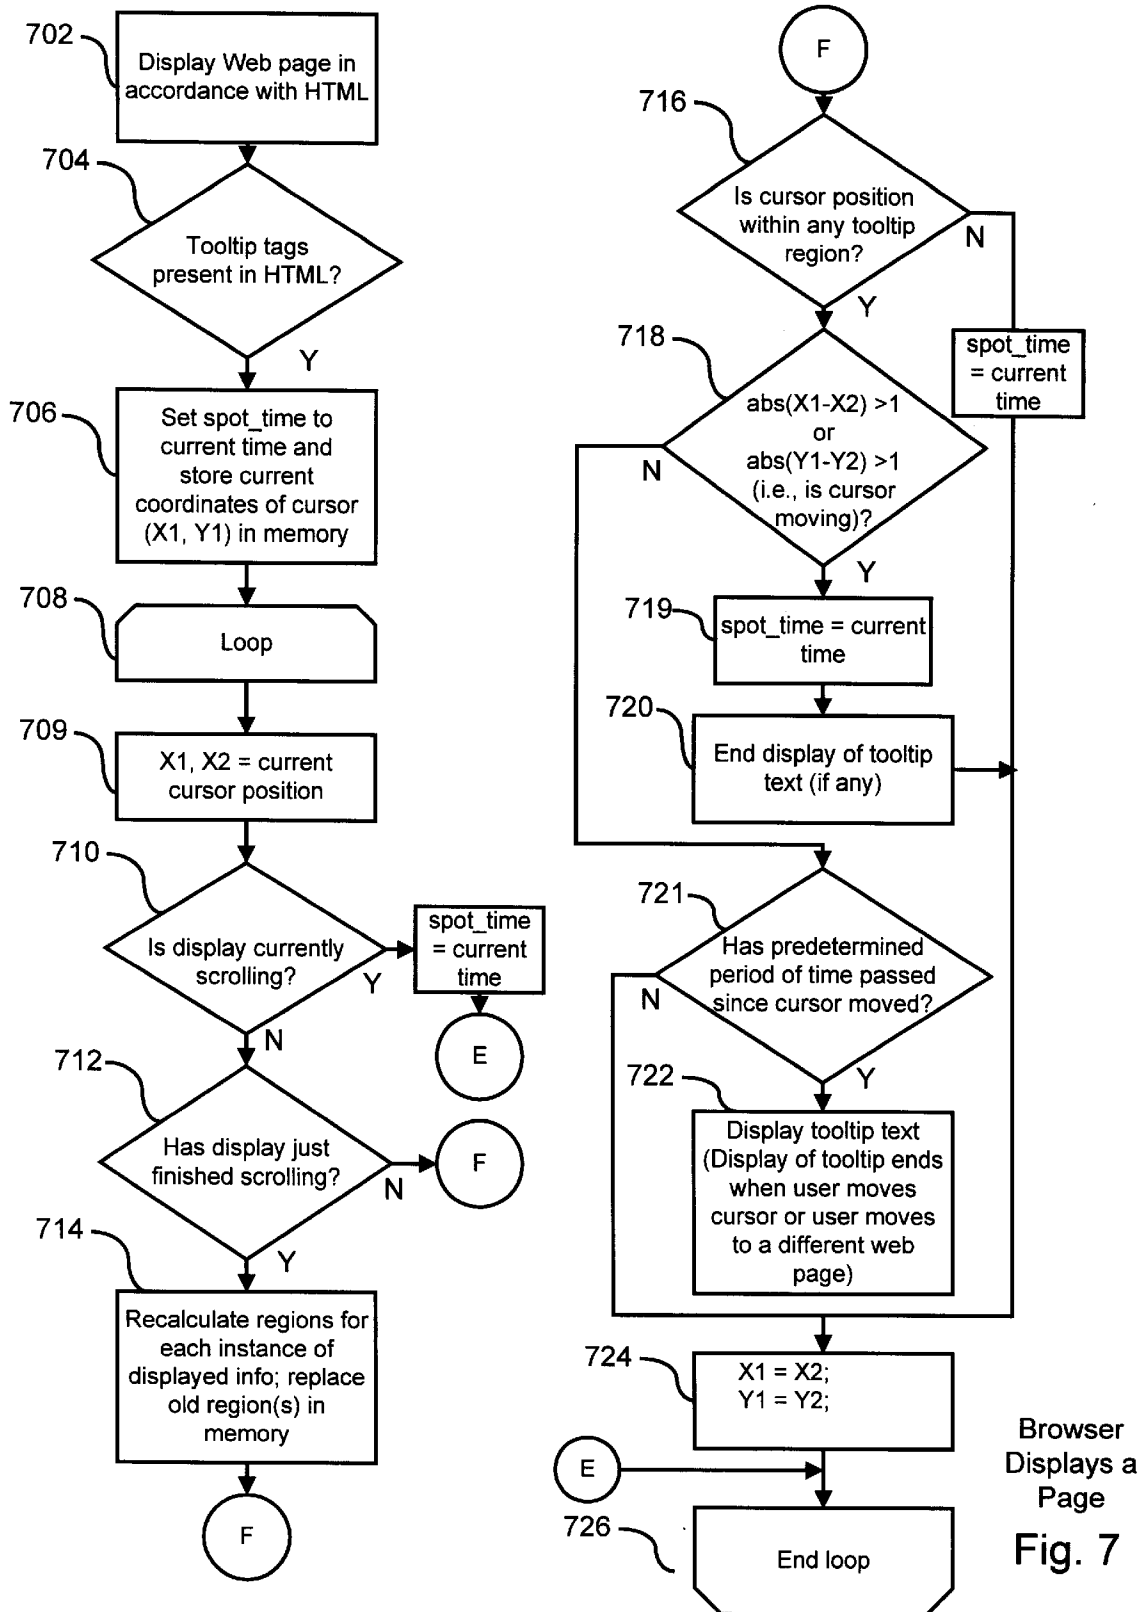 702
Display Web page in
accordance with HTML
704
Tooltip tags
present in HTML?
Y
706
Set spot_time to
current time and
store current
coordinates of cursor
(X1, Y1) in memory
708
Loop
709
X1, X2 = current
cursor position
710
Is display currently
scrolling?
Y
spot_time
= current
time
E
N
712
Has display just
finished scrolling?
N
F
714
Y
Recalculate regions for
each instance of
displayed info; replace
old region(s) in
memory
F
F
716
Is cursor position
within any tooltip
region?
N
Y
spot_time
= current
time
718
abs(X1-X2) >1
or
abs(Y1-Y2) >1
(i.e., is cursor
moving)?
N
Y
719
spot_time = current
time
720
End display of tooltip
text (if any)
721
Has predetermined
period of time passed
since cursor moved?
N
Y
722
Display tooltip text
(Display of tooltip ends
when user moves
cursor or user moves
to a different web
page)
724
X1 = X2;
Y1 = Y2;
E
726
End loop
Browser
Displays a
Page
Fig. 7